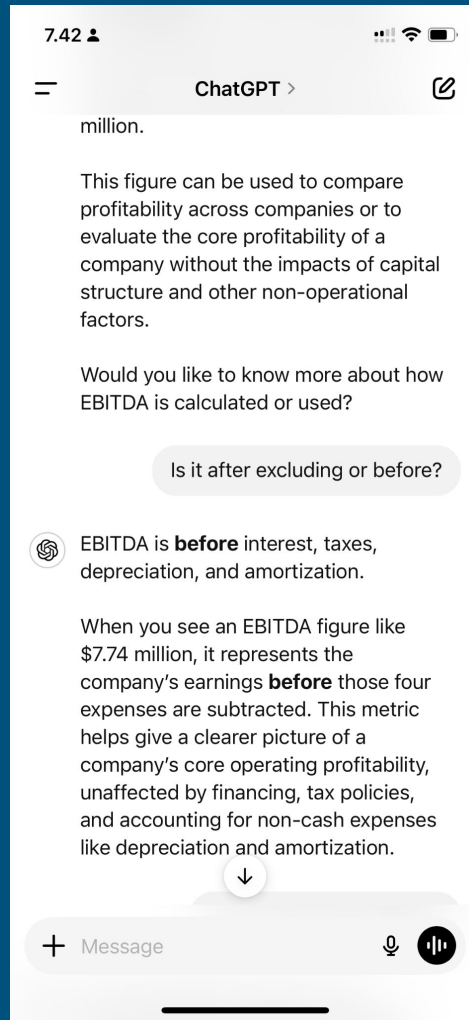 7.42
ChatGPT >
million.
This figure can be used to compare
profitability across companies or to
evaluate the core profitability of a
company without the impacts of capital
structure and other non-operational
factors.
Would you like to know more about how
EBITDA is calculated or used?
Is it after excluding or before?
EBITDA is before interest, taxes,
depreciation, and amortization.
When you see an EBITDA figure like
$7.74 million, it represents the
company's earnings before those four
expenses are subtracted. This metric
helps give a clearer picture of a
company's core operating profitability,
unaffected by financing, tax policies,
and accounting for non-cash expenses
like depreciation and amortization.
Message